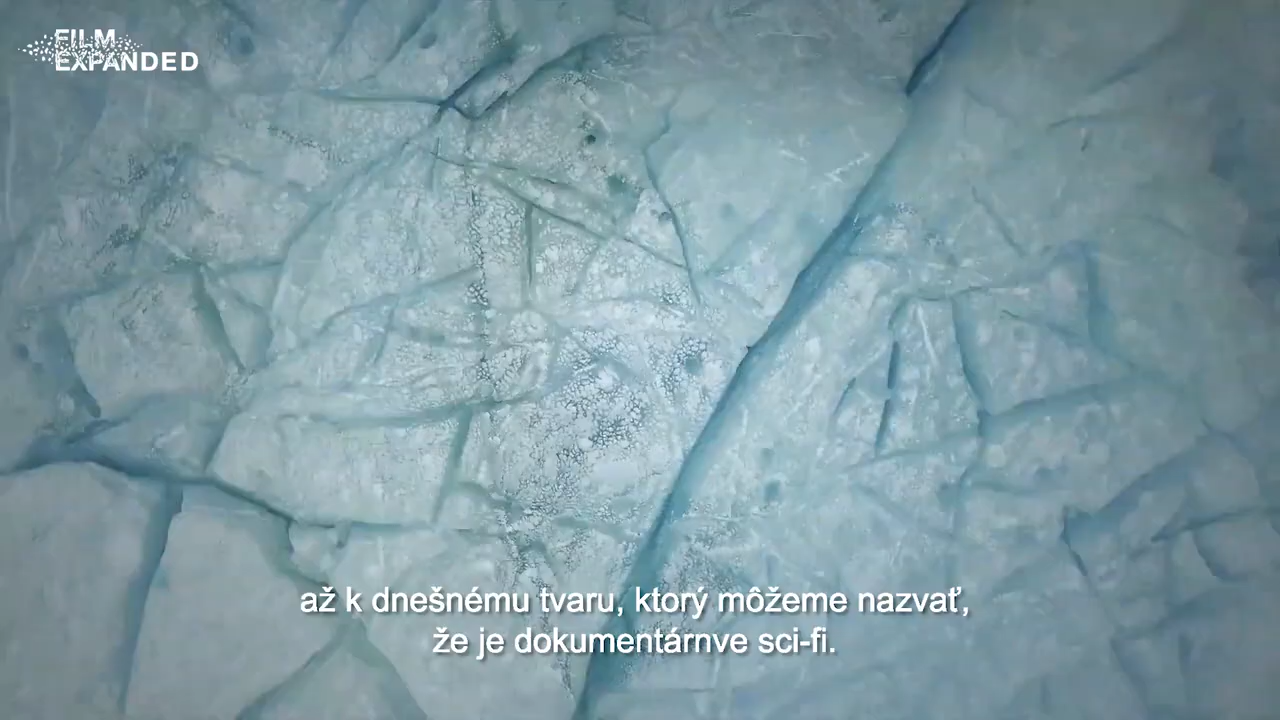 FILM
EXPANDED
až k dnešnému tvaru, ktorý môžeme nazvať,
že je dokumentárnve sci-fi.